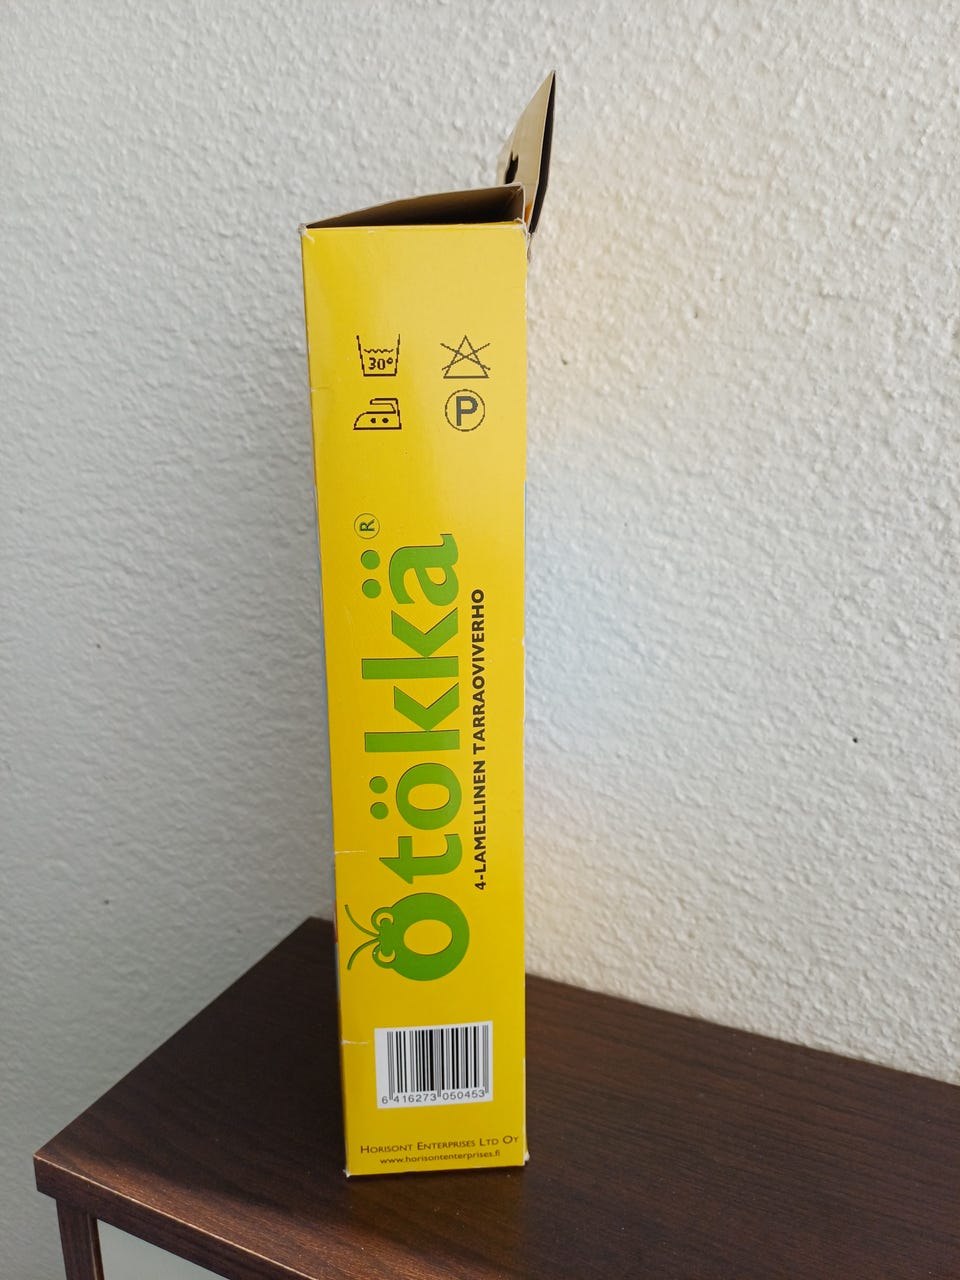 30°
P
Ötökkä®
4-LAMELLINEN TARRAOVIVERHO
6 416273 050453
HORISONT ENTERPRISES LTD OY
www.horisontenterprises.fi